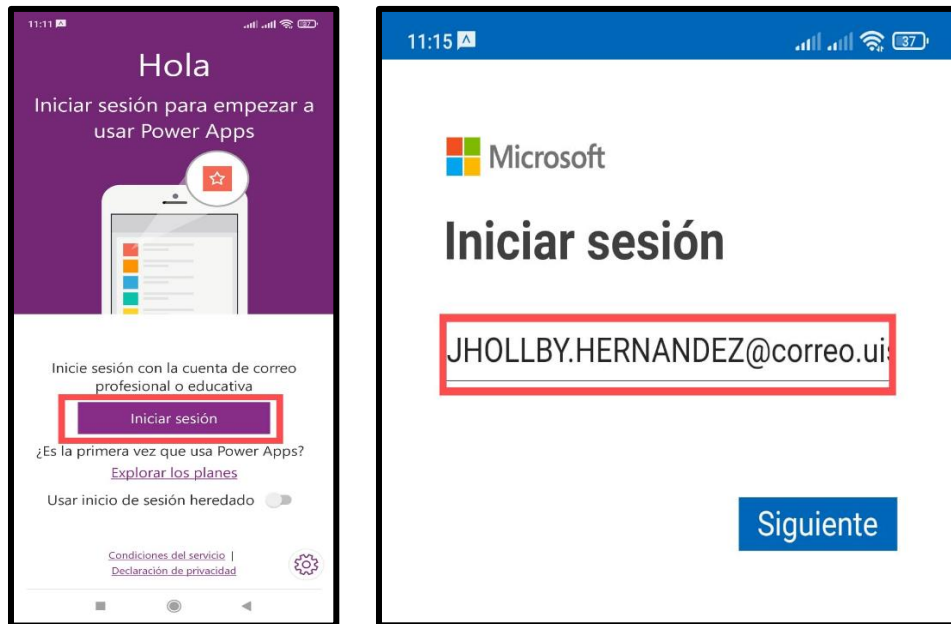 11:11
37
Hola
Iniciar sesión para empezar a
usar Power Apps
Inicie sesión con la cuenta de correo
profesional o educativa
Iniciar sesión
¿Es la primera vez que usa Power Apps?
Explorar los planes
Usar inicio de sesión heredado
Condiciones del servicio |
Declaración de privacidad
11:15
37
Microsoft
Iniciar sesión
JHOLLBY.HERNANDEZ@correo.uis
Siguiente